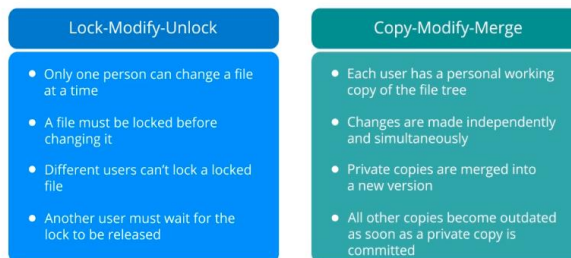 Lock-Modify-Unlock
Only one person can change a file
at a time
A file must be locked before
changing it
Different users can't lock a locked
file
Another user must wait for the
lock to be released
Copy-Modify-Merge
Each user has a personal working
copy of the file tree
Changes are made independently
and simultaneously
Private copies are merged into
a new version
All other copies become outdated
as soon as a private copy is
committed